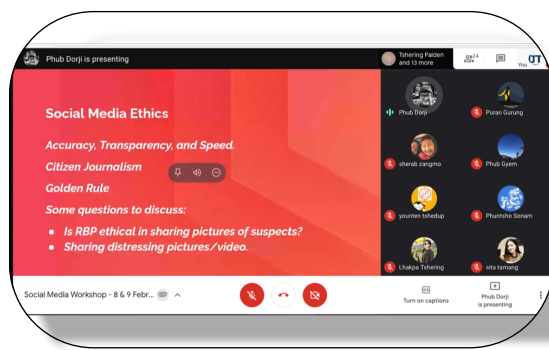 Phub Dorji is presenting
Tshering Palden
and 13 more
24
You
Social Media Ethics
Accuracy, Transparency, and Speed.
Citizen Journalism
Golden Rule
Some questions to discuss:
• Is RBP ethical in sharing pictures of suspects?
• Sharing distressing pictures/video.
Phub Dorji
Puran Gurung
sherab zangmo
Phub Gyem
younten tshedup
Phuntsho Sonam
Lhakpa Tshering
sita tamang
Social Media Workshop - 8 & 9 Febr...
Turn on captions
Phub Dorji
is presenting